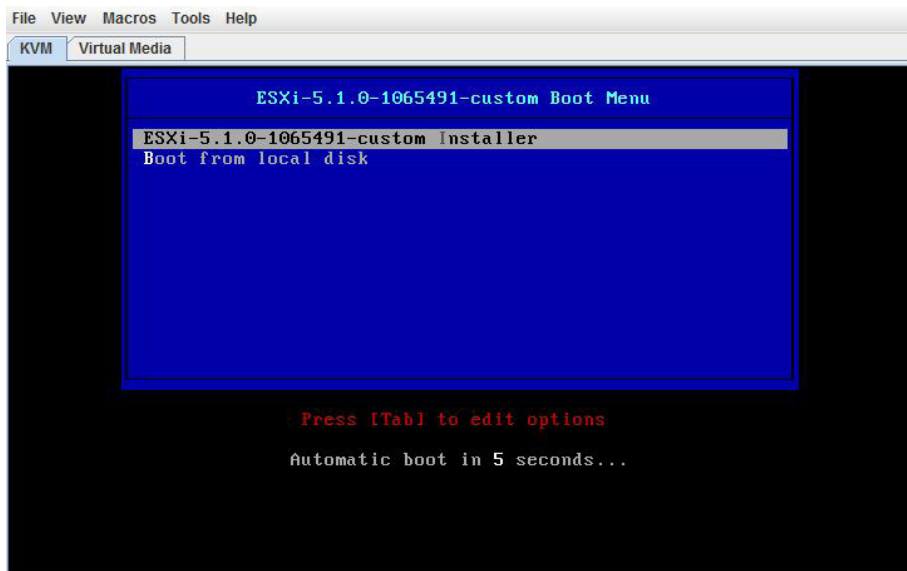 File View Macros Tools Help
KVM Virtual Media
ESXi-5.1.0-1065491-custom Boot Menu
ESXi-5.1.0-1065491-custom Installer
Boot from local disk
Press [Tab] to edit options
Automatic boot in 5 seconds...